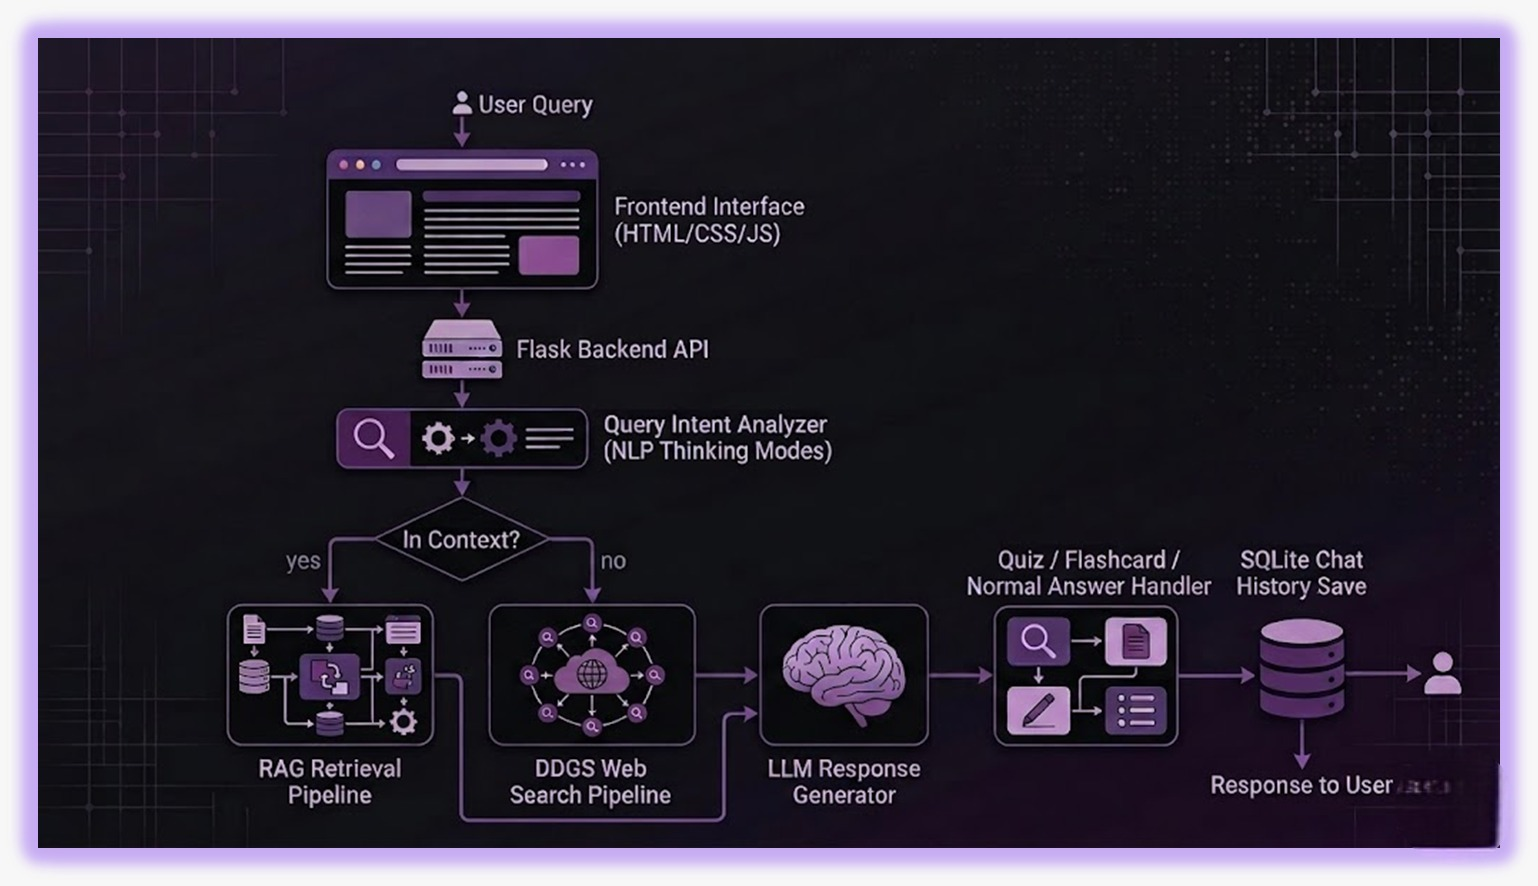 User Query
Frontend Interface
(HTML/CSS/JS)
Flask Backend API
Query Intent Analyzer
(NLP Thinking Modes)
In Context?
yes
no
RAG Retrieval
Pipeline
DDGS Web
Search Pipeline
LLM Response
Generator
Quiz / Flashcard /
Normal Answer Handler
SQLite Chat
History Save
Response to User